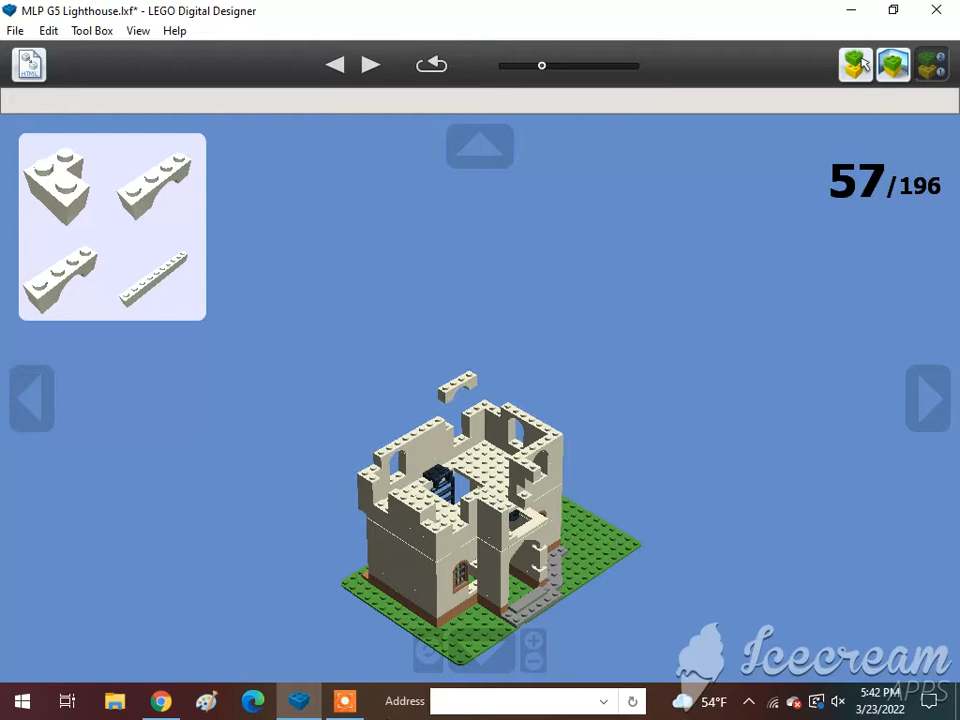 MLP G5 Lighthouse.lxf* - LEGO Digital Designer
File Edit Tool Box View Help
HTML
57/196
Icecream
APPS
Address
54°F
5:42 PM
3/23/2022